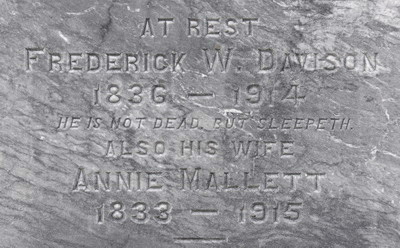 AT REST
FREDERICK W. DAVISON
1836 — 1914
HE IS NOT DEAD, BUT SLEEPETH.
ALSO HIS WIFE
ANNIE MALLETT
1833 — 1915